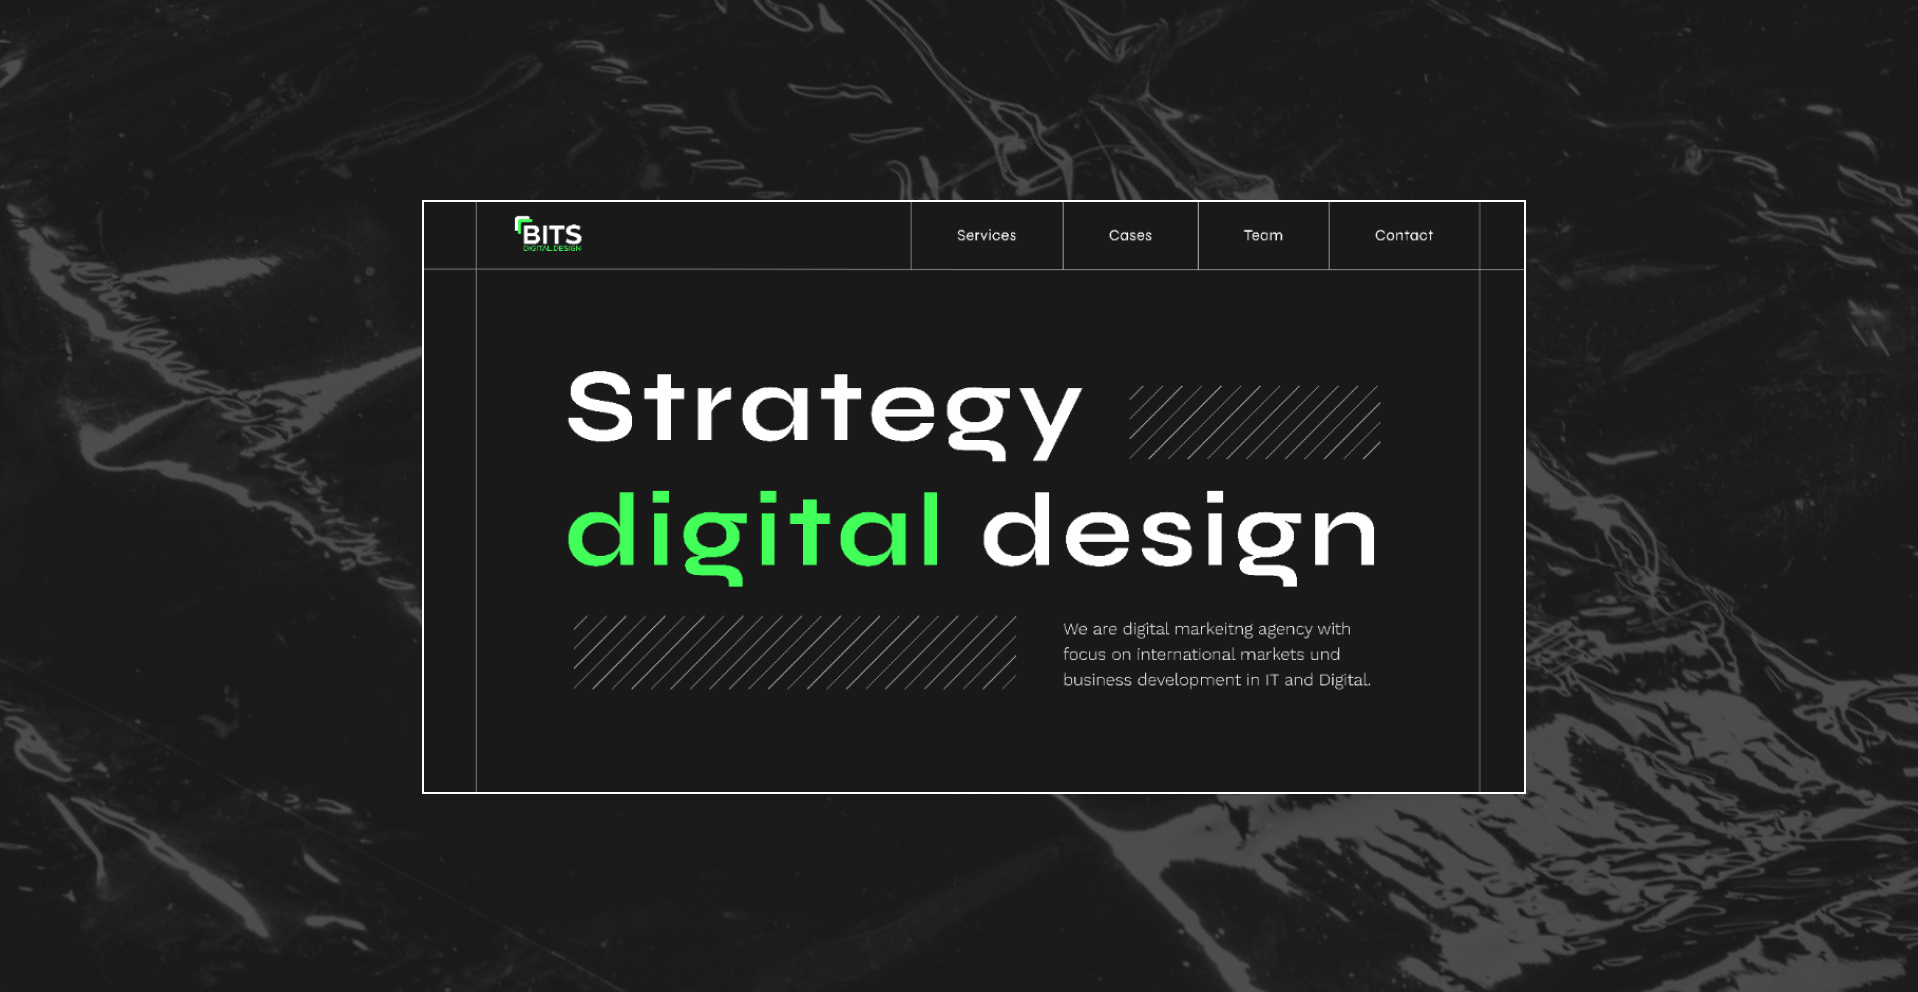 BITS
DIGITAL DESIGN
Services
Cases
Team
Contact
Strategy
digital design
We are digital markeitng agency with
focus on international markets und
business development in IT and Digital.